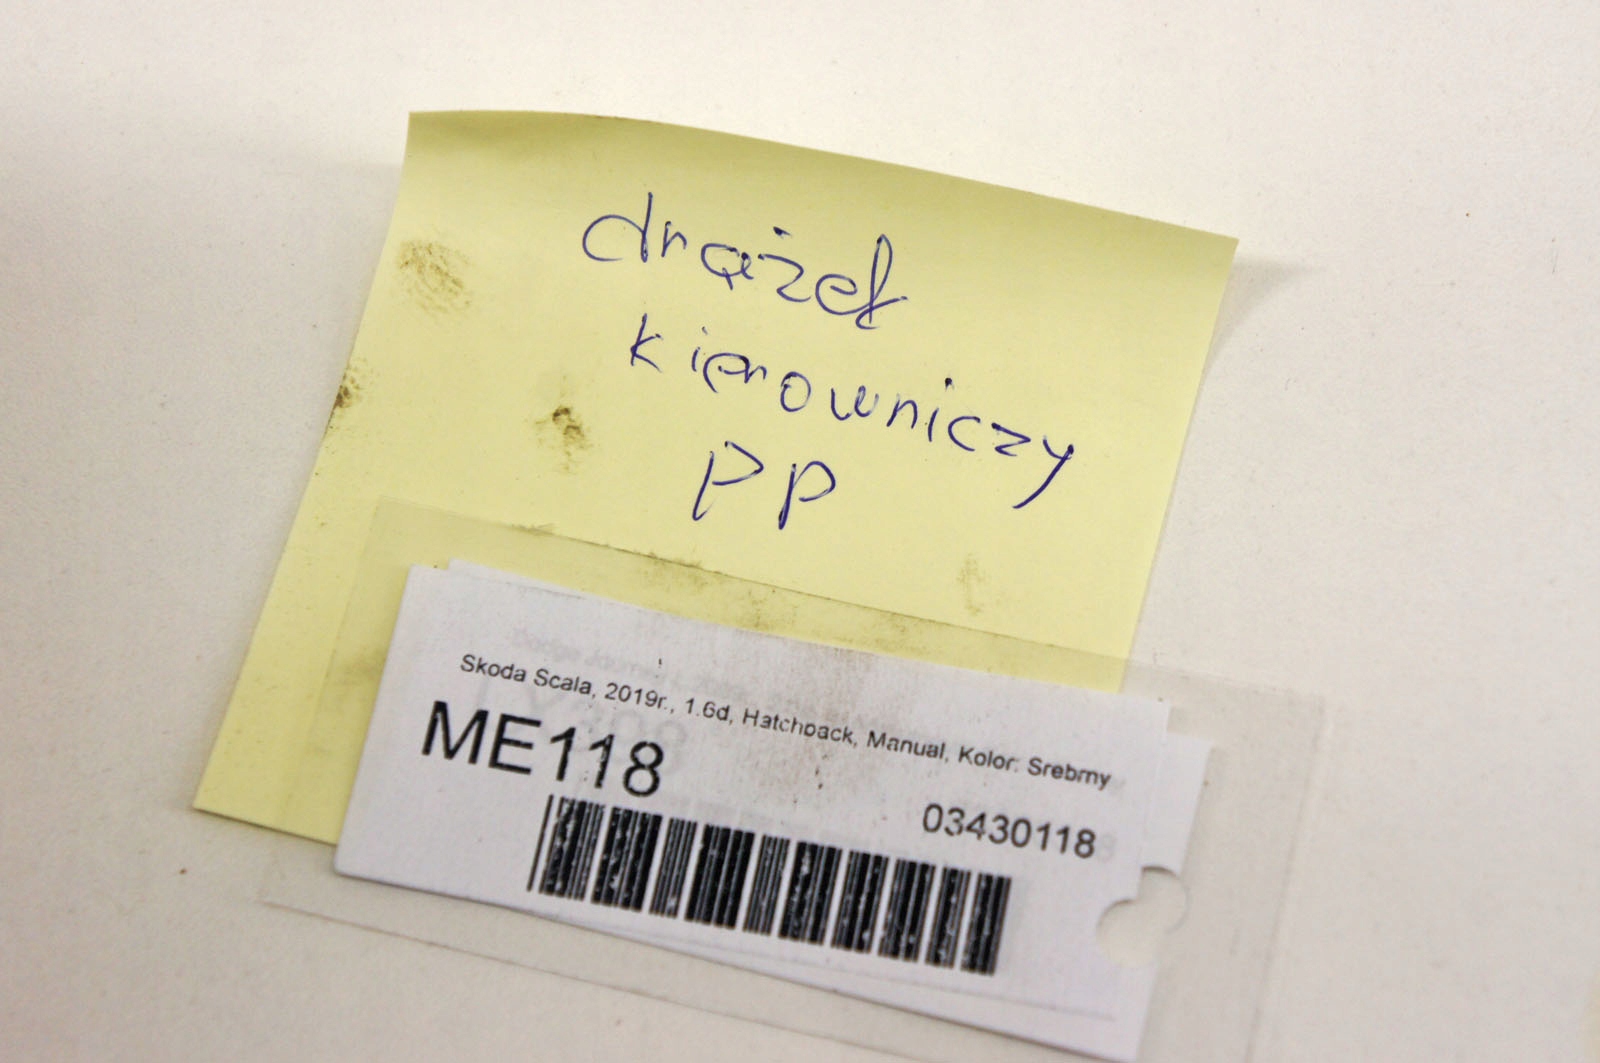 drążek
kierowniczy
PP
Skoda Scala, 2019r., 1.6d, Hatchback, Manual, Kolor: Srebrny
ME118
03430118